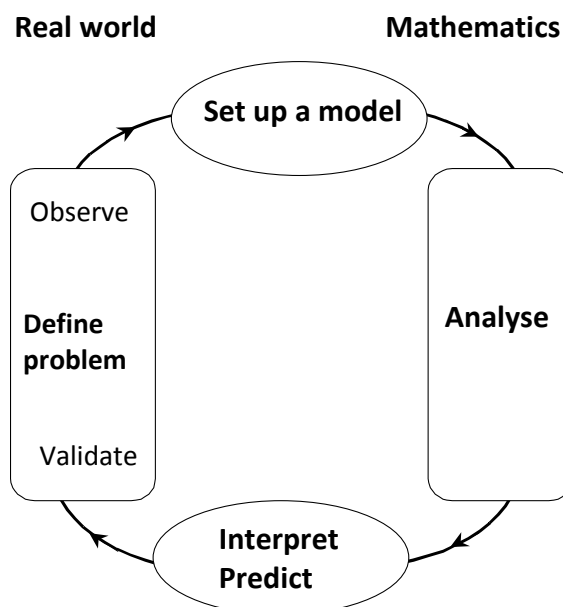 Real world
Mathematics
Set up a model
Observe
Define
problem
Validate
Analyse
Interpret
Predict